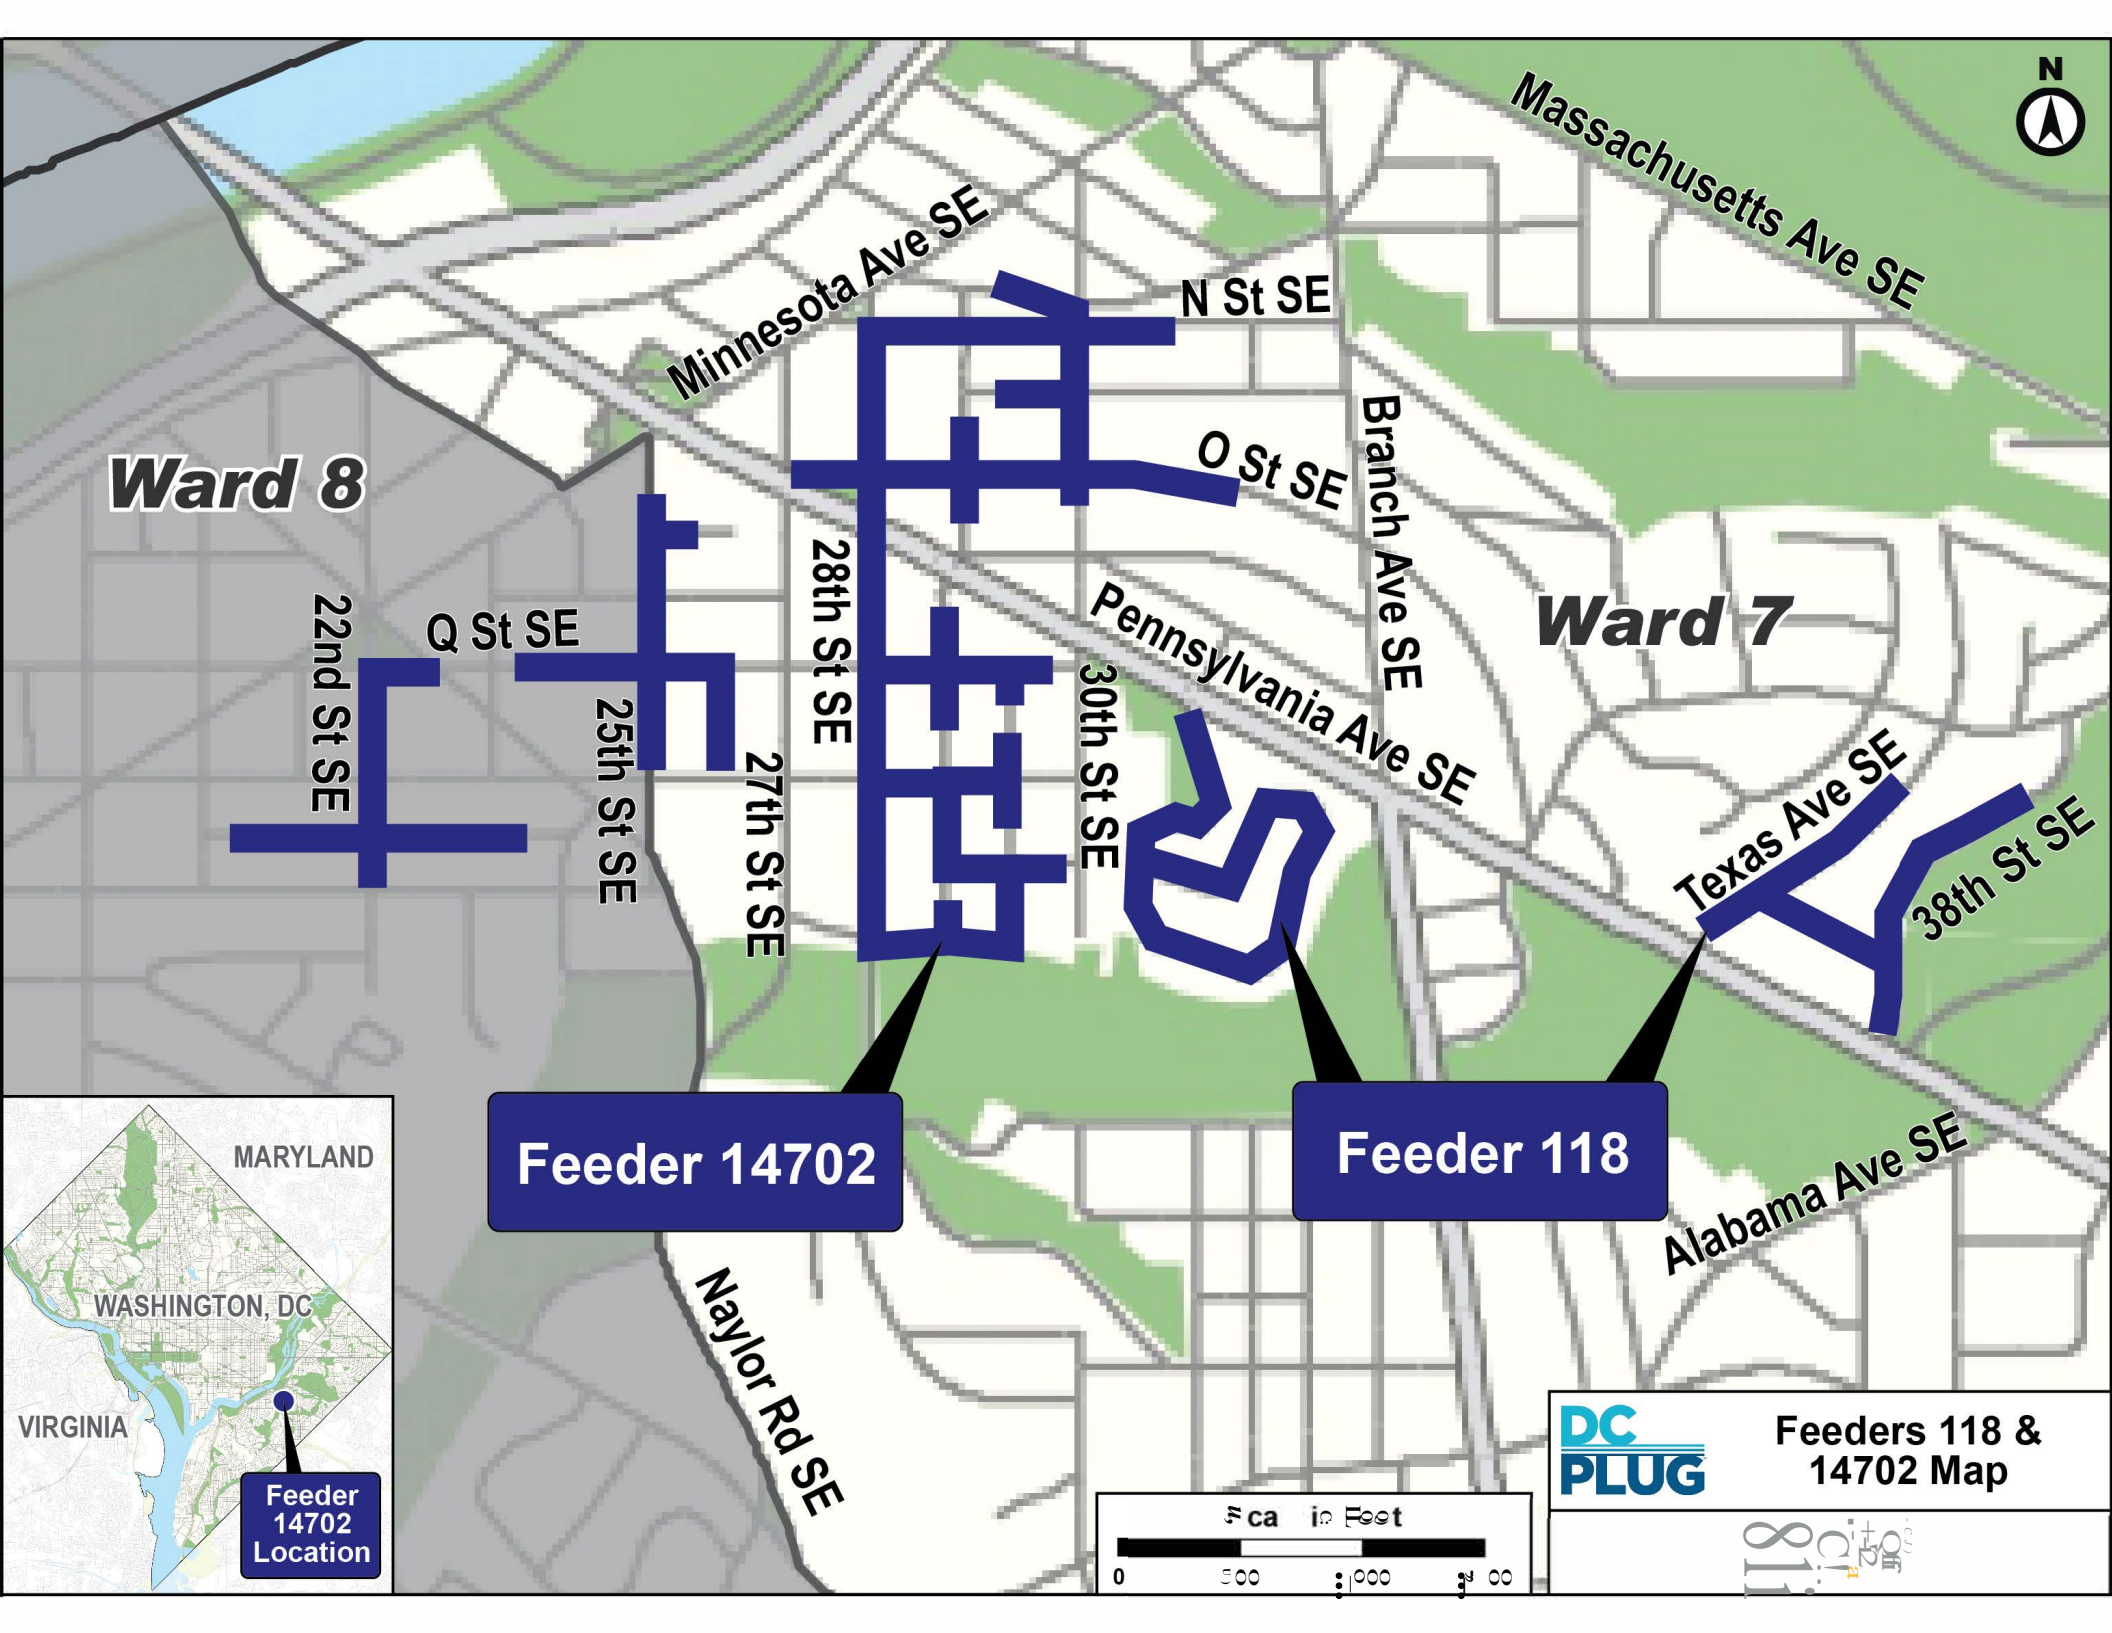 N
Massachusetts Ave SE
Minnesota Ave SE
N St SE
Ward 8
O St SE
Branch Ave SE
28th St SE
Ward 7
22nd St SE
Q St SE
Pennsylvania Ave SE
30th St SE
25th St SE
27th St SE
Texas Ave SE
38th St SE
Feeder 14702
Feeder 118
Alabama Ave SE
Naylor Rd SE
MARYLAND
WASHINGTON, DC
VIRGINIA
Feeder
14702
Location
DC
PLUG
Feeders 118 &
14702 Map
0